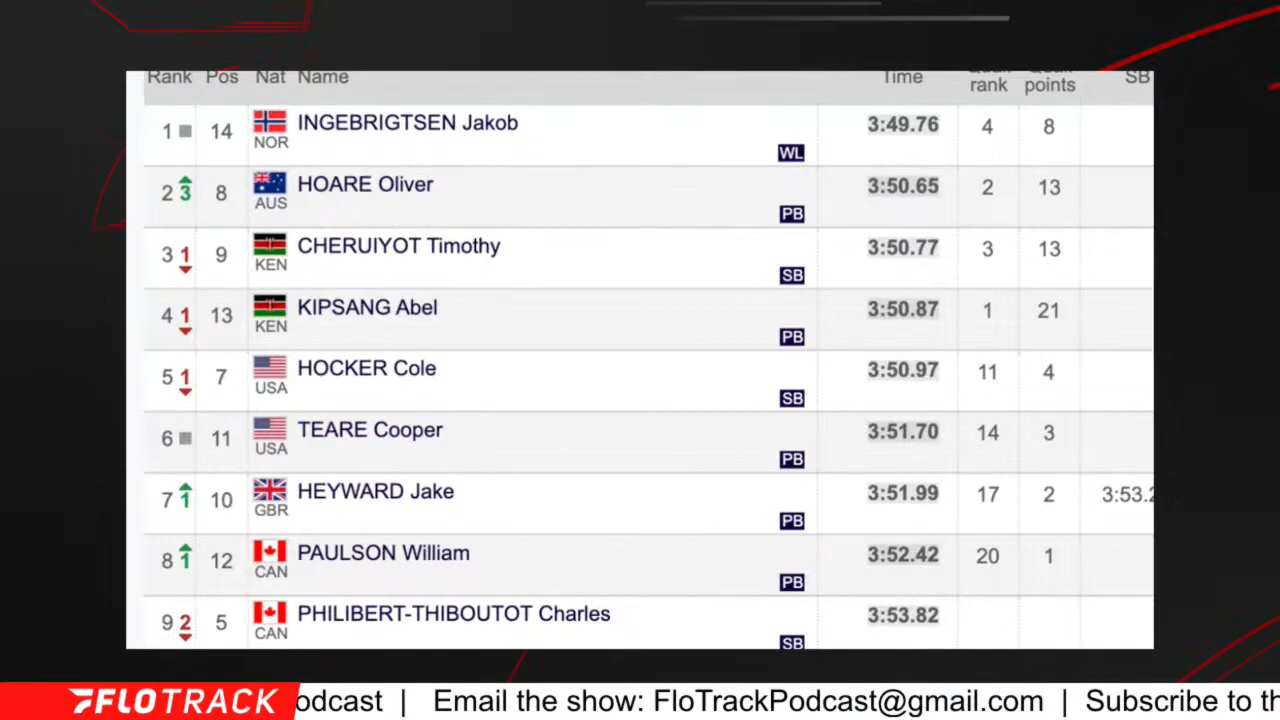 Rank Pos Nat Name Time Qual. rank Qual. points SB
1 14 NOR INGEBRIGTSEN Jakob WL 3:49.76 4 8
2 3 8 AUS HOARE Oliver PB 3:50.65 2 13
3 1 9 KEN CHERUIYOT Timothy SB 3:50.77 3 13
4 1 13 KEN KIPSANG Abel PB 3:50.87 1 21
5 1 7 USA HOCKER Cole SB 3:50.97 11 4
6 11 USA TEARE Cooper PB 3:51.70 14 3
7 1 10 GBR HEYWARD Jake PB 3:51.99 17 2 3:53.2
8 1 12 CAN PAULSON William PB 3:52.42 20 1
9 2 5 CAN PHILIBERT-THIBOUTOT Charles SB 3:53.82
FLOTRACK odcast | Email the show: FloTrackPodcast@gmail.com | Subscribe to th